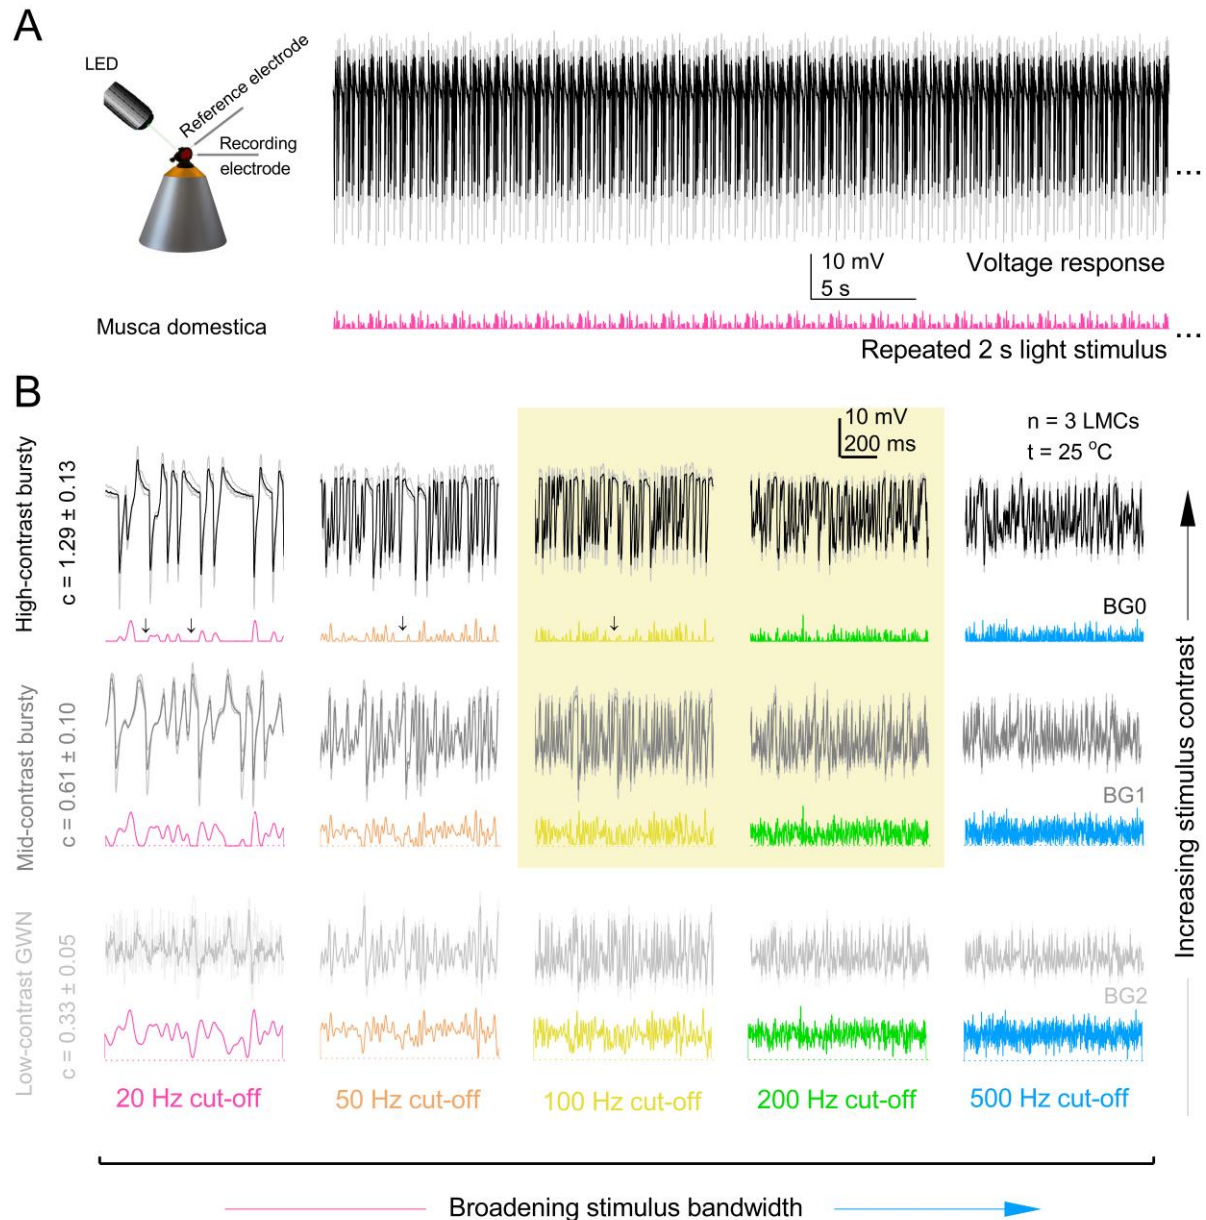 A
LED
Reference electrode
Recording
electrode
...
10 mV
5 s
Voltage response
Musca domestica
...
Repeated 2 s light stimulus
B
10 mV
200 ms
n = 3 LMCs
t = 25 °C
High-contrast bursty
c = 1.29 ± 0.13
BG0
Mid-contrast bursty
c = 0.61 ± 0.10
BG1
Low-contrast GWN
c = 0.33 ± 0.05
BG2
Increasing stimulus contrast
20 Hz cut-off
50 Hz cut-off
100 Hz cut-off
200 Hz cut-off
500 Hz cut-off
Broadening stimulus bandwidth